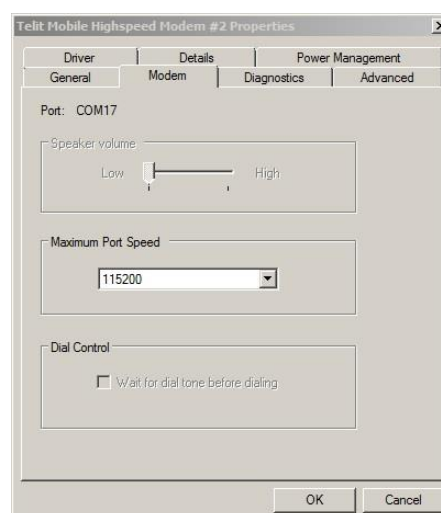 Telit Mobile Highspeed Modem #2 Properties
Driver Details Power Management
General Modem Diagnostics Advanced
Port: COM17
Speaker volume
Low High
Maximum Port Speed
115200
Dial Control
Wait for dial tone before dialing
OK Cancel